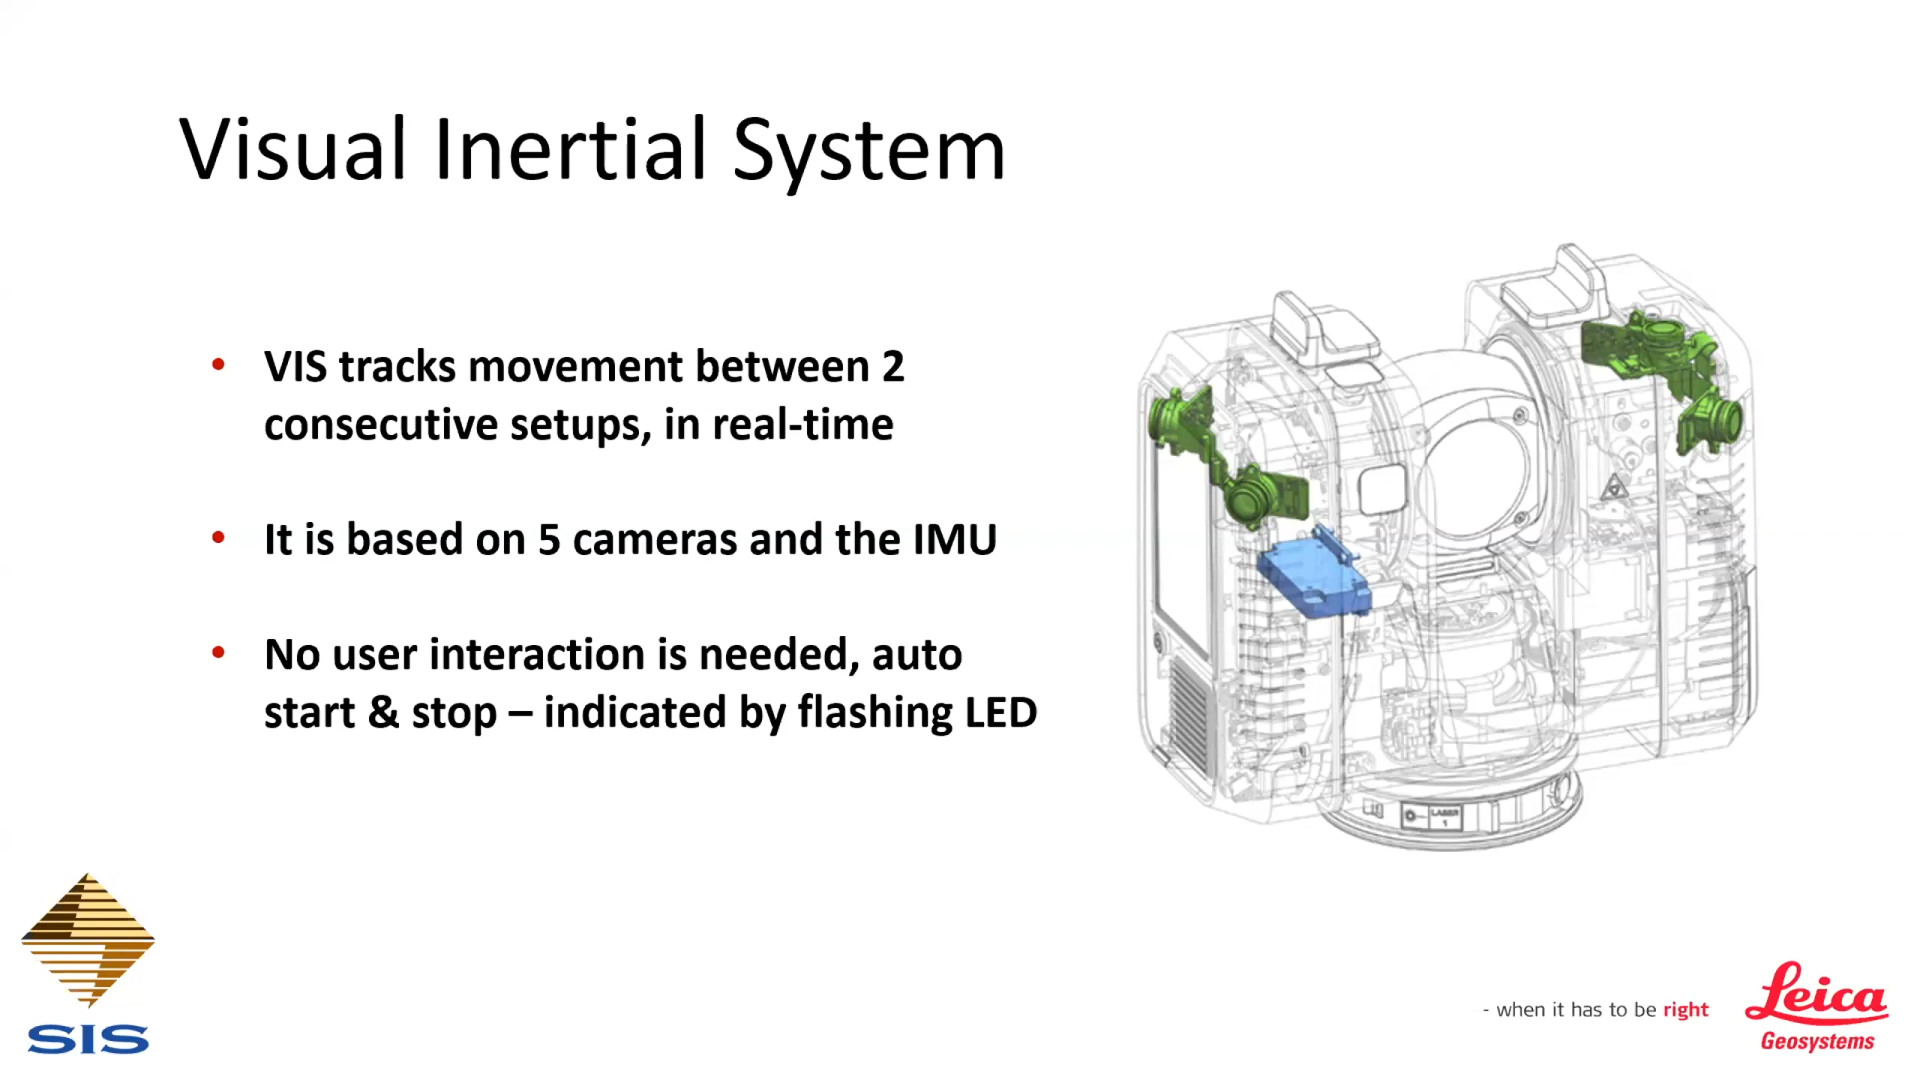 Visual Inertial System
• VIS tracks movement between 2
consecutive setups, in real-time
• It is based on 5 cameras and the IMU
• No user interaction is needed, auto
start & stop – indicated by flashing LED
LASER
1
SIS
- when it has to be right
Leica
Geosystems